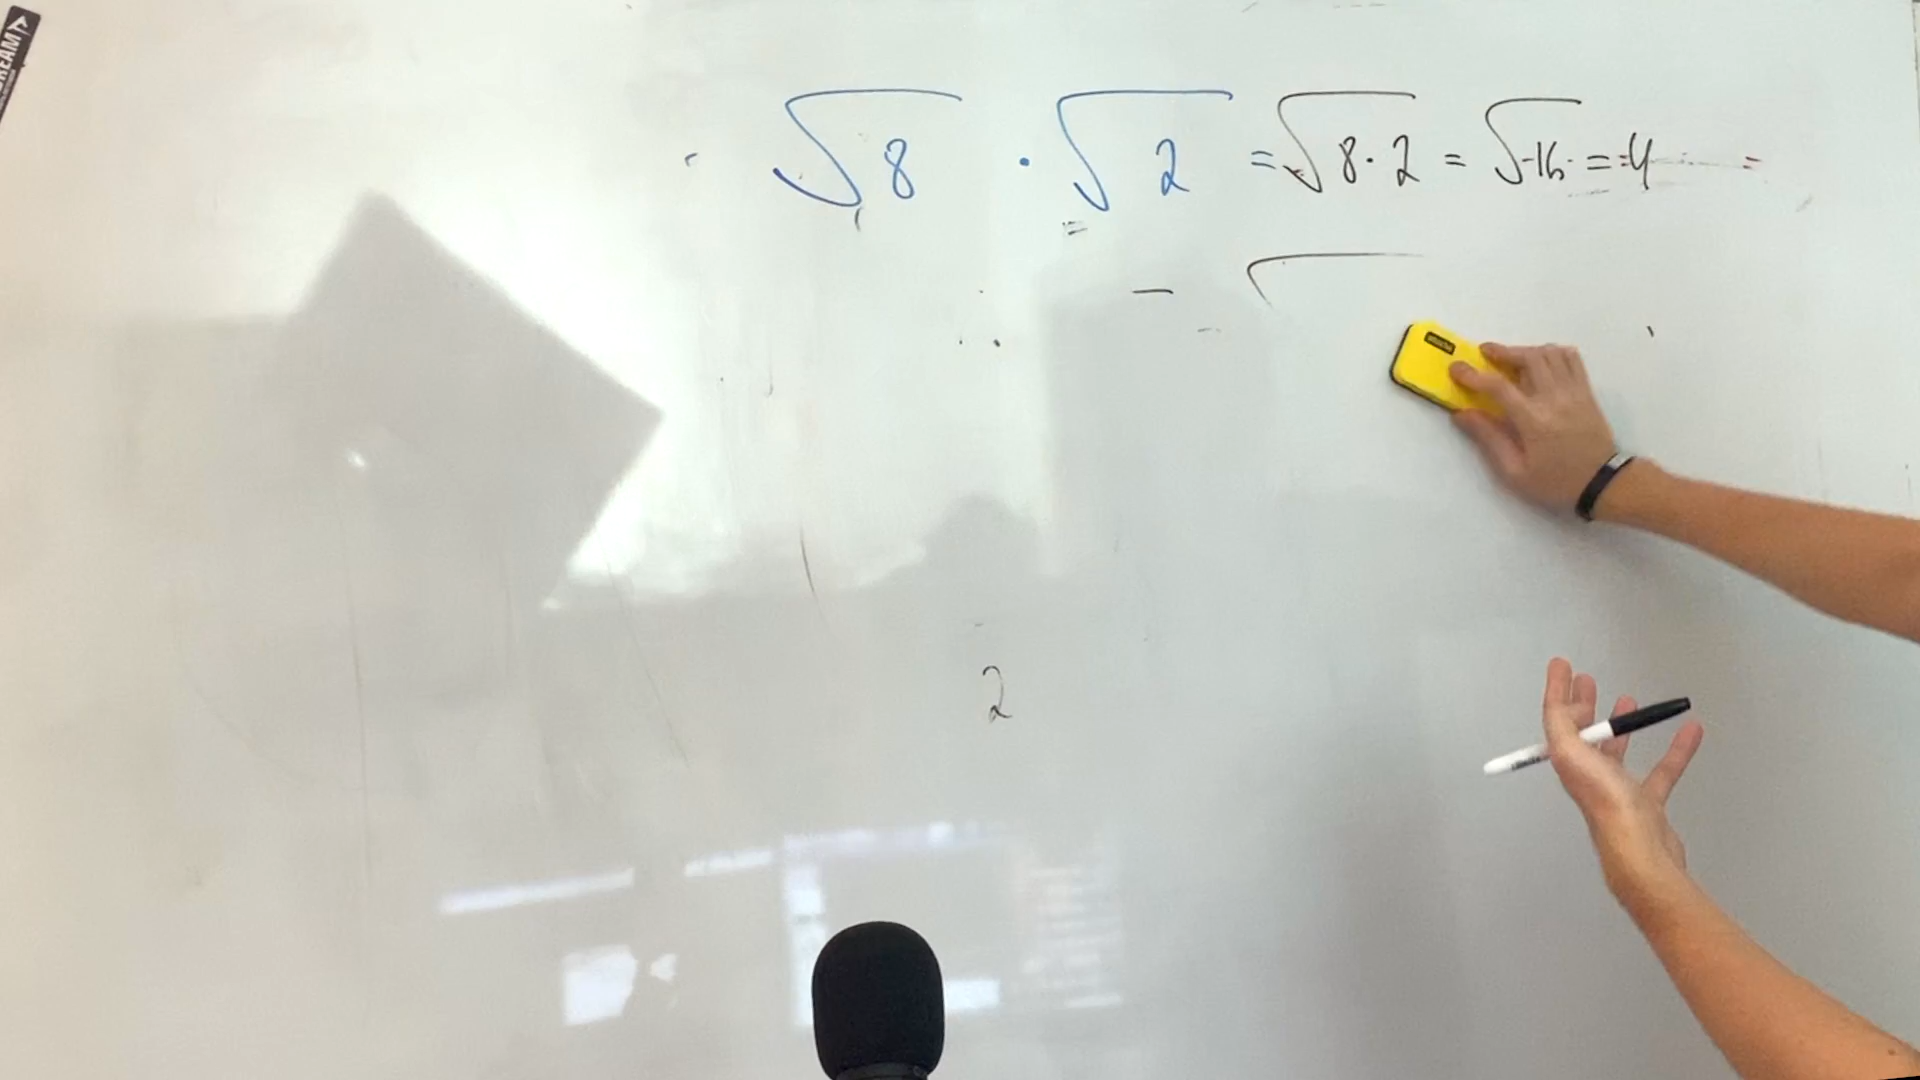 √8 · √2 = √8·2 = √16 = 4
2